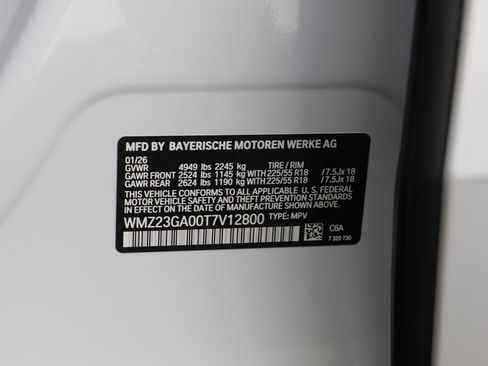 MFD BY BAYERISCHE MOTOREN WERKE AG
01/26
GVWR 4949 lbs 2245 kg TIRE / RIM
GAWR FRONT 2524 lbs 1145 kg WITH 225/55 R18 /7.5Jx 18
GAWR REAR 2624 lbs 1190 kg WITH 225/55 R18 /7.5Jx 18
THIS VEHICLE CONFORMS TO ALL APPLICABLE U. S. FEDERAL
MOTOR VEHICLE SAFETY, BUMPER, AND THEFT PREVENTION
STANDARDS IN EFFECT ON THE DATE OF
MANUFACTURE SHOWN ABOVE.
WMZ23GA00T7V12800 TYPE: MPV
C6A
7 320 730